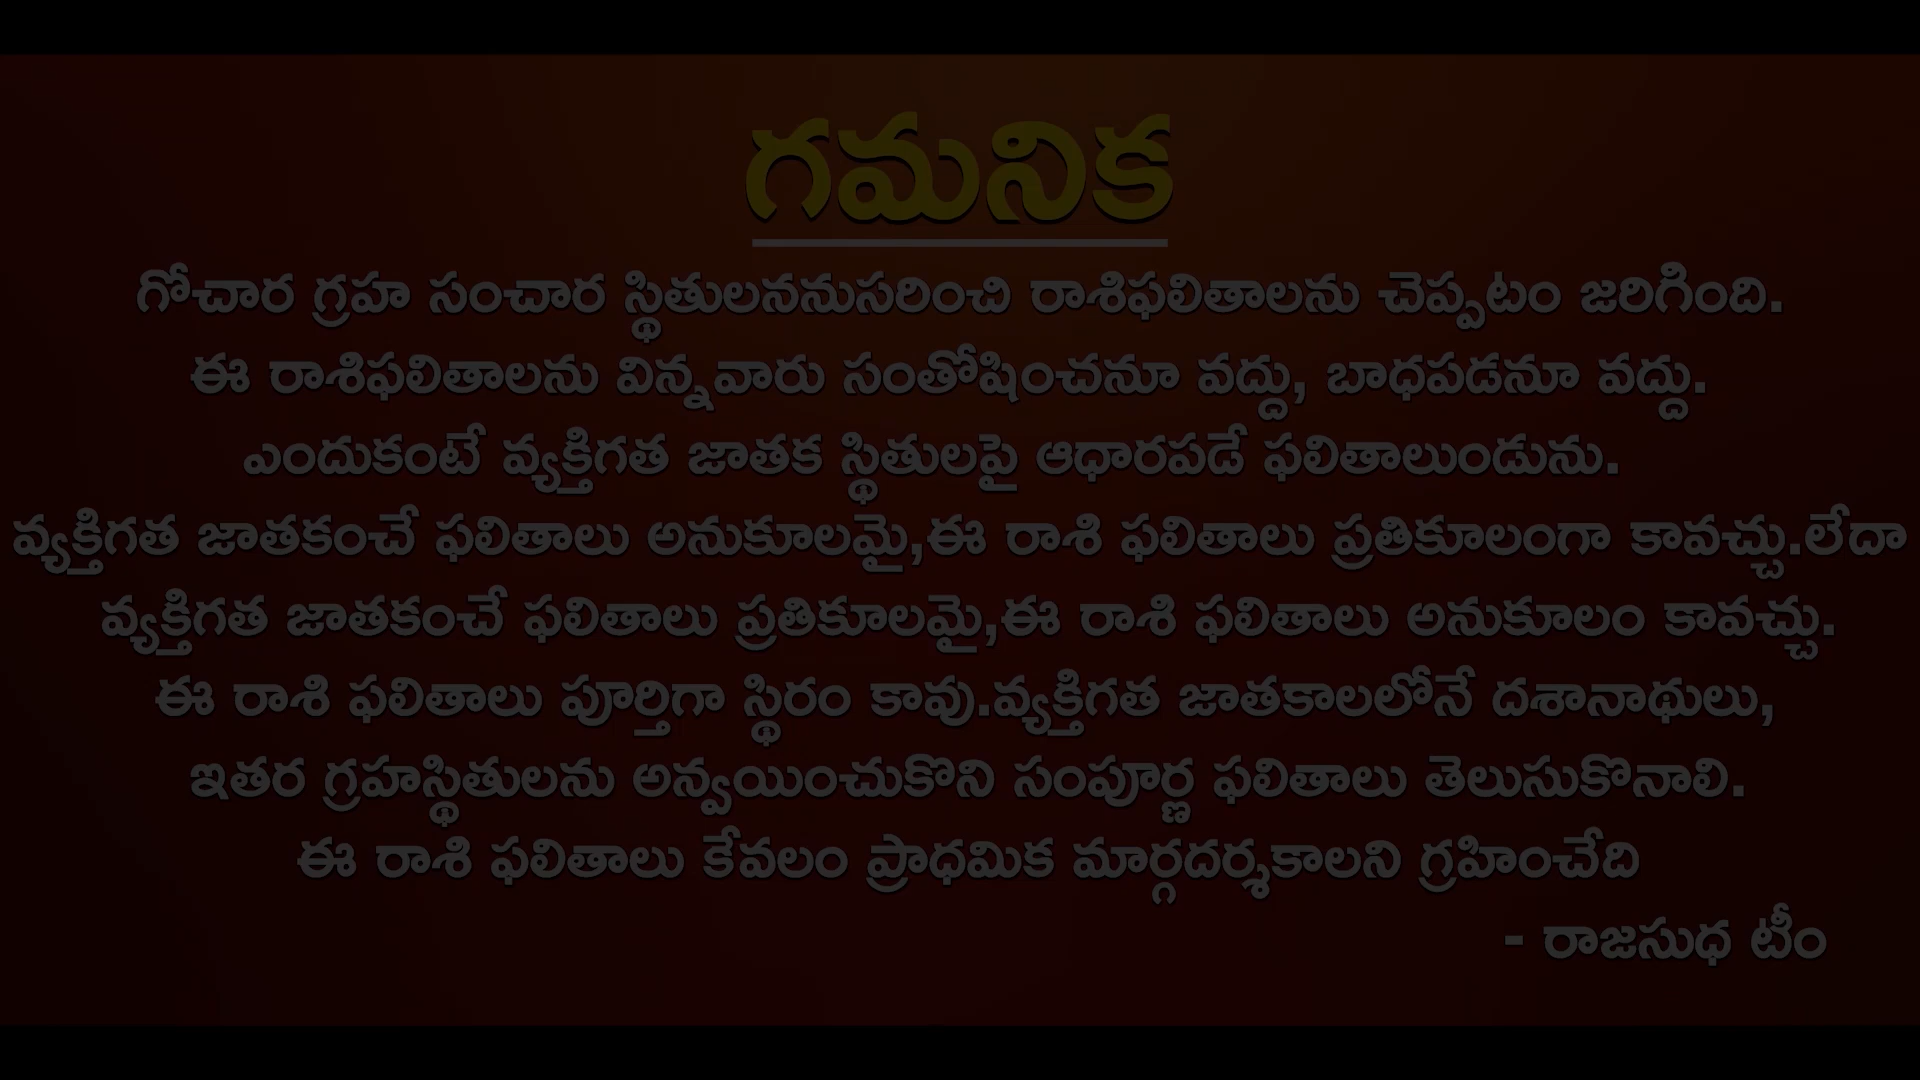 గమనిక
గోచార గ్రహ సంచార స్థితులననుసరించి రాశిఫలితాలను చెప్పటం జరిగింది.
ఈ రాశిఫలితాలను విన్నవారు సంతోషించనూ వద్దు, బాధపడనూ వద్దు.
ఎందుకంటే వ్యక్తిగత జాతక స్థితులపై ఆధారపడే ఫలితాలుండును.
వ్యక్తిగత జాతకంచే ఫలితాలు అనుకూలమై,ఈ రాశి ఫలితాలు ప్రతికూలంగా కావచ్చు.లేదా
వ్యక్తిగత జాతకంచే ఫలితాలు ప్రతికూలమై,ఈ రాశి ఫలితాలు అనుకూలం కావచ్చు.
ఈ రాశి ఫలితాలు పూర్తిగా స్థిరం కావు.వ్యక్తిగత జాతకాలలోనే దశానాథులు,
ఇతర గ్రహస్థితులను అన్వయించుకొని సంపూర్ణ ఫలితాలు తెలుసుకొనాలి.
ఈ రాశి ఫలితాలు కేవలం ప్రాధమిక మార్గదర్శకాలని గ్రహించేది
- రాజసుధ టీం